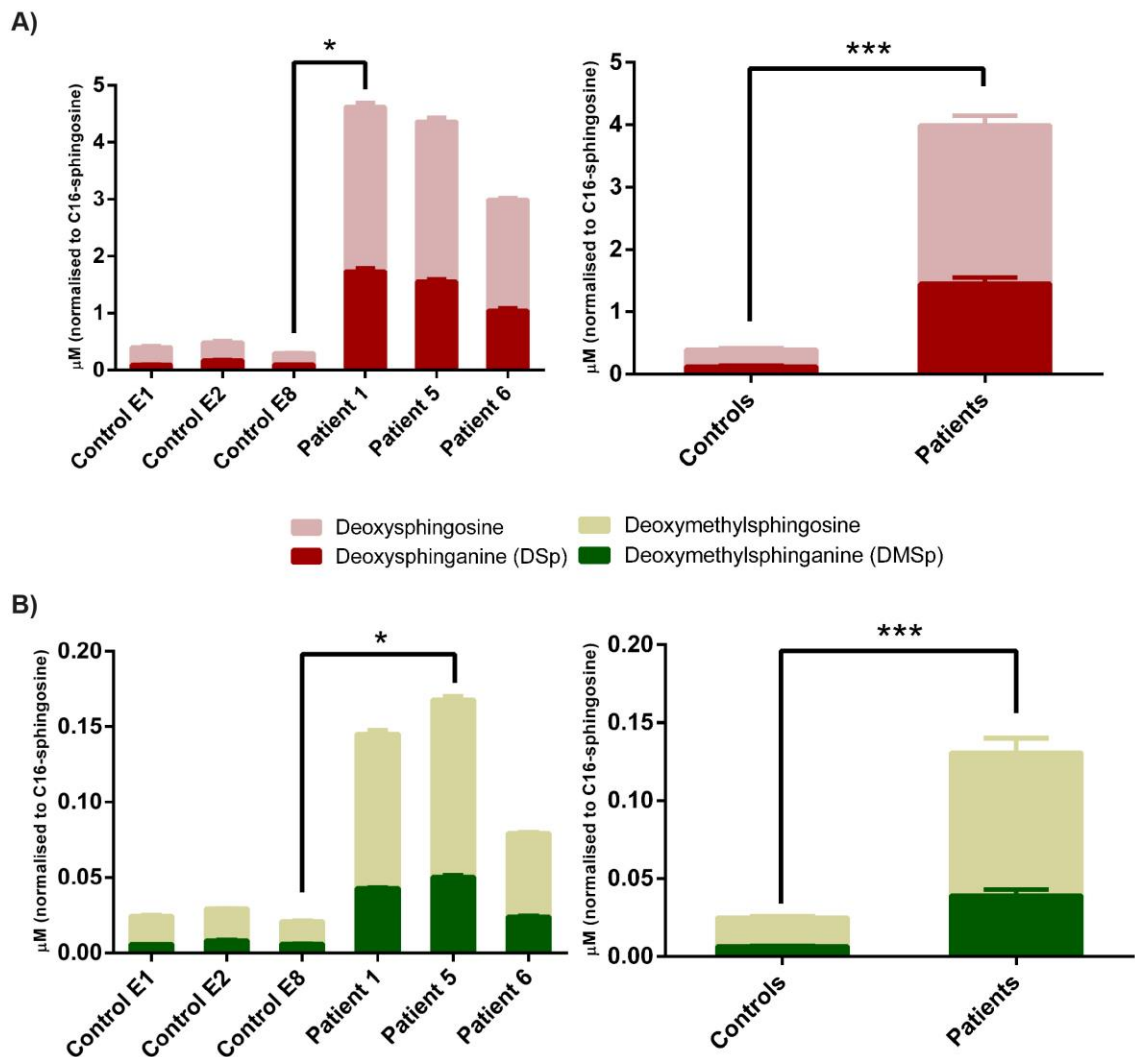 A)
*
***
µM (normalised to C16-sphingosine)
5
4
3
2
1
0
Control E1
Control E2
Control E8
Patient 1
Patient 5
Patient 6
µM (normalised to C16-sphingosine)
5
4
3
2
1
0
Controls
Patients
Deoxysphingosine
Deoxysphinganine (DSp)
Deoxymethylsphingosine
Deoxymethylsphinganine (DMSp)
B)
*
***
µM (normalised to C16-sphingosine)
0.20
0.15
0.10
0.05
0.00
Control E1
Control E2
Control E8
Patient 1
Patient 5
Patient 6
µM (normalised to C16-sphingosine)
0.20
0.15
0.10
0.05
0.00
Controls
Patients